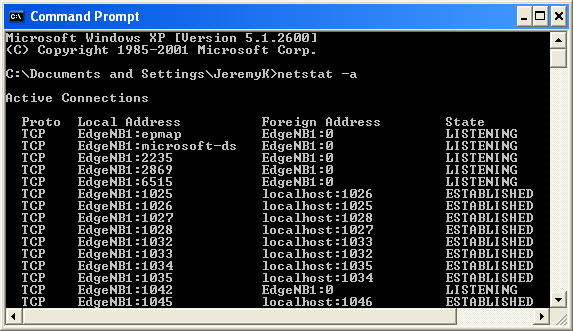 Command Prompt
Microsoft Windows XP [Version 5.1.2600]
(C) Copyright 1985-2001 Microsoft Corp.
C:\Documents and Settings\JeremyK>netstat -a
Active Connections
Proto Local Address Foreign Address State
TCP EdgeNB1:epmap EdgeNB1:0 LISTENING
TCP EdgeNB1:microsoft-ds EdgeNB1:0 LISTENING
TCP EdgeNB1:2235 EdgeNB1:0 LISTENING
TCP EdgeNB1:2869 EdgeNB1:0 LISTENING
TCP EdgeNB1:6515 EdgeNB1:0 LISTENING
TCP EdgeNB1:1025 localhost:1026 ESTABLISHED
TCP EdgeNB1:1026 localhost:1025 ESTABLISHED
TCP EdgeNB1:1027 localhost:1028 ESTABLISHED
TCP EdgeNB1:1028 localhost:1027 ESTABLISHED
TCP EdgeNB1:1032 localhost:1033 ESTABLISHED
TCP EdgeNB1:1033 localhost:1032 ESTABLISHED
TCP EdgeNB1:1034 localhost:1035 ESTABLISHED
TCP EdgeNB1:1035 localhost:1034 ESTABLISHED
TCP EdgeNB1:1042 EdgeNB1:0 LISTENING
TCP EdgeNB1:1045 localhost:1046 ESTABLISHED